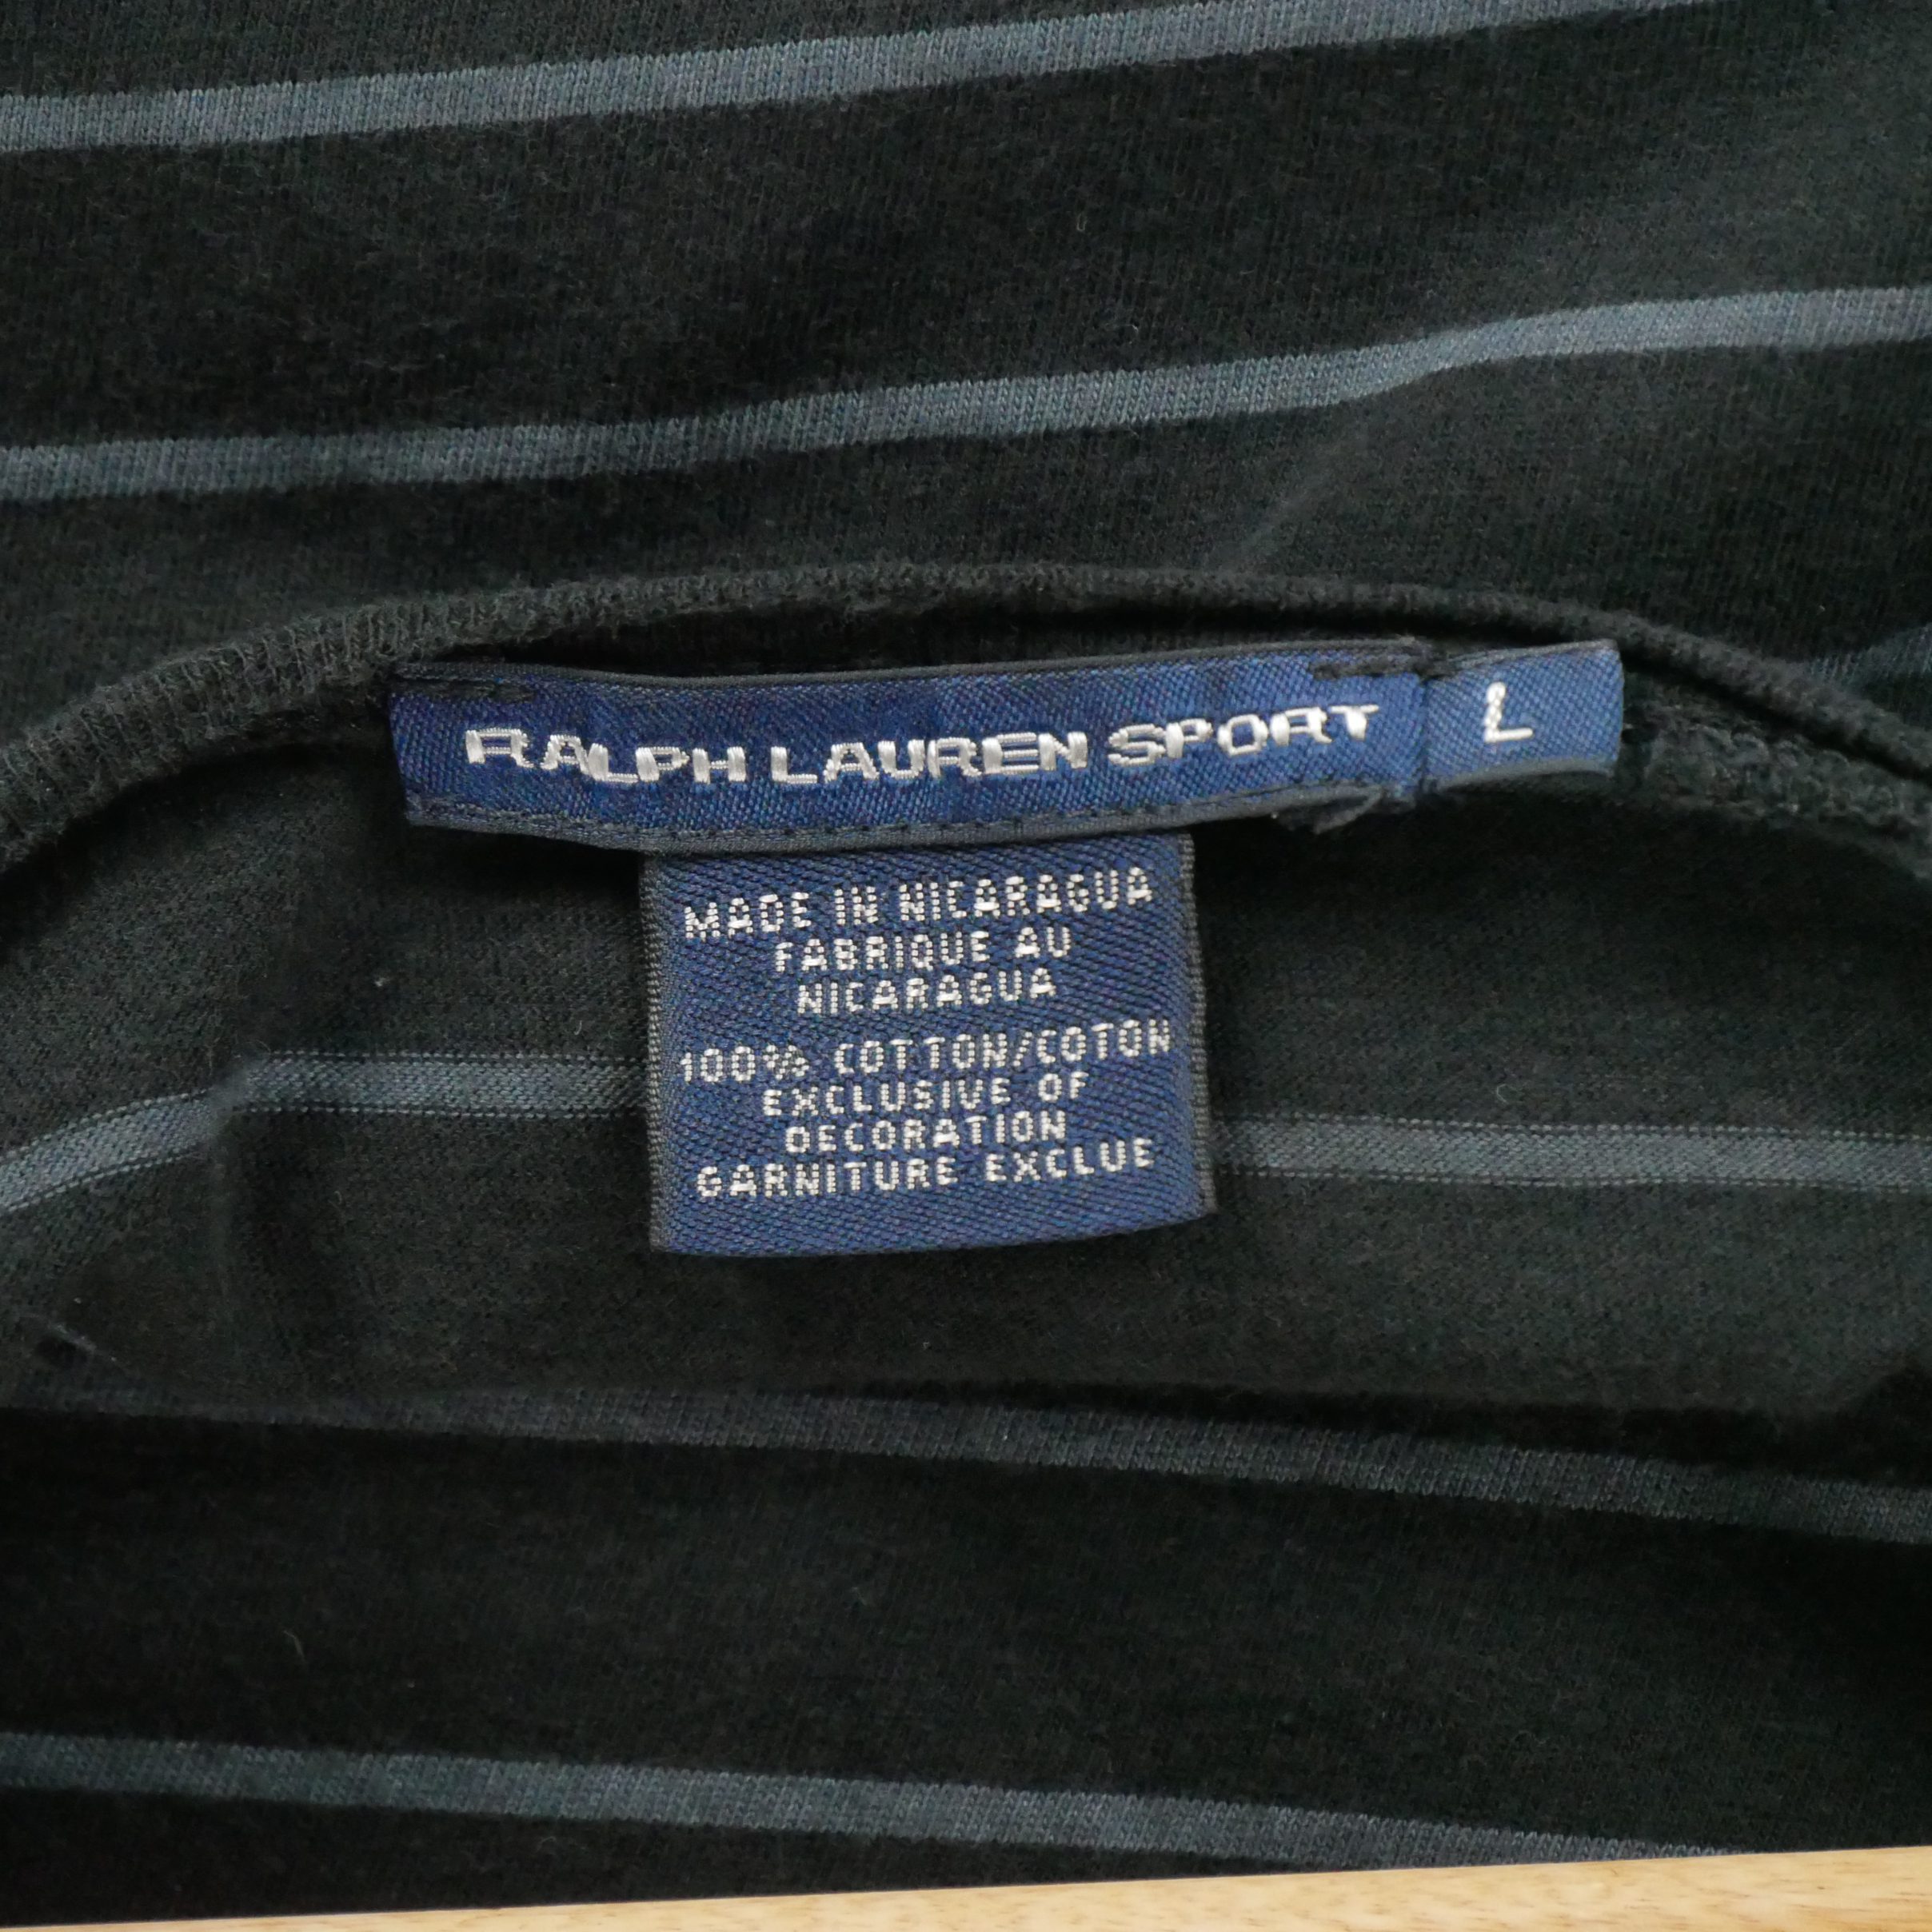 RALPH LAUREN SPORT L
MADE IN NICARAGUA
FABRIQUE AU
NICARAGUA
100% COTTON/COTON
EXCLUSIVE OF
DECORATION
GARNITURE EXCLUE